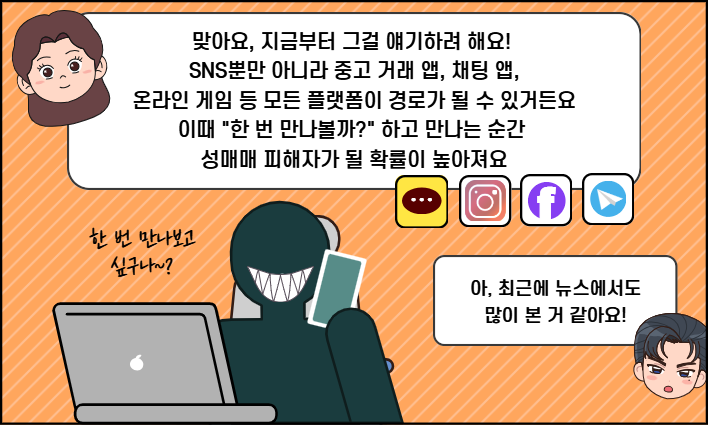 맞아요, 지금부터 그걸 얘기하려 해요!
SNS뿐만 아니라 중고 거래 앱, 채팅 앱,
온라인 게임 등 모든 플랫폼이 경로가 될 수 있거든요
이때 "한 번 만나볼까?" 하고 만나는 순간
성매매 피해자가 될 확률이 높아져요
한 번 만나보고
싶구나~?
아, 최근에 뉴스에서도
많이 본 거 같아요!